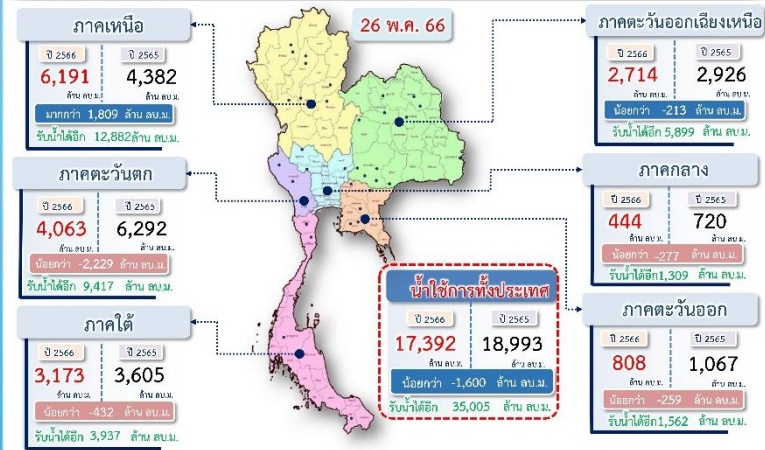 26 พ.ค. 66
ภาคเหนือ
ปี 2566 ปี 2565
6,191 4,382
ล้าน ลบ.ม. ล้าน ลบ.ม.
มากกว่า 1,809 ล้าน ลบ.ม.
รับน้ำได้อีก 12,882ล้าน ลบ.ม.
ภาคตะวันตก
ปี 2566 ปี 2565
4,063 6,292
ล้าน ลบ.ม. ล้าน ลบ.ม.
น้อยกว่า -2,229 ล้าน ลบ.ม.
รับน้ำได้อีก 9,417 ล้าน ลบ.ม.
ภาคใต้
ปี 2566 ปี 2565
3,173 3,605
ล้าน ลบ.ม. ล้าน ลบ.ม.
น้อยกว่า -432 ล้าน ลบ.ม.
รับน้ำได้อีก 3,937 ล้าน ลบ.ม.
น้ำใช้การทั้งประเทศ
ปี 2566 ปี 2565
17,392 18,993
ล้าน ลบ.ม. ล้าน ลบ.ม.
น้อยกว่า -1,600 ล้าน ลบ.ม.
รับน้ำได้อีก 35,005 ล้าน ลบ.ม.
ภาคตะวันออกเฉียงเหนือ
ปี 2566 ปี 2565
2,714 2,926
ล้าน ลบ.ม. ล้าน ลบ.ม.
น้อยกว่า -213 ล้าน ลบ.ม.
รับน้ำได้อีก 5,899 ล้าน ลบ.ม.
ภาคกลาง
ปี 2566 ปี 2565
444 720
ล้าน ลบ.ม. ล้าน ลบ.ม.
น้อยกว่า -277 ล้าน ลบ.ม.
รับน้ำได้อีก1,309 ล้าน ลบ.ม.
ภาคตะวันออก
ปี 2566 ปี 2565
808 1,067
ล้าน ลบ.ม. ล้าน ลบ.ม.
น้อยกว่า -259 ล้าน ลบ.ม.
รับน้ำได้อีก1,562 ล้าน ลบ.ม.